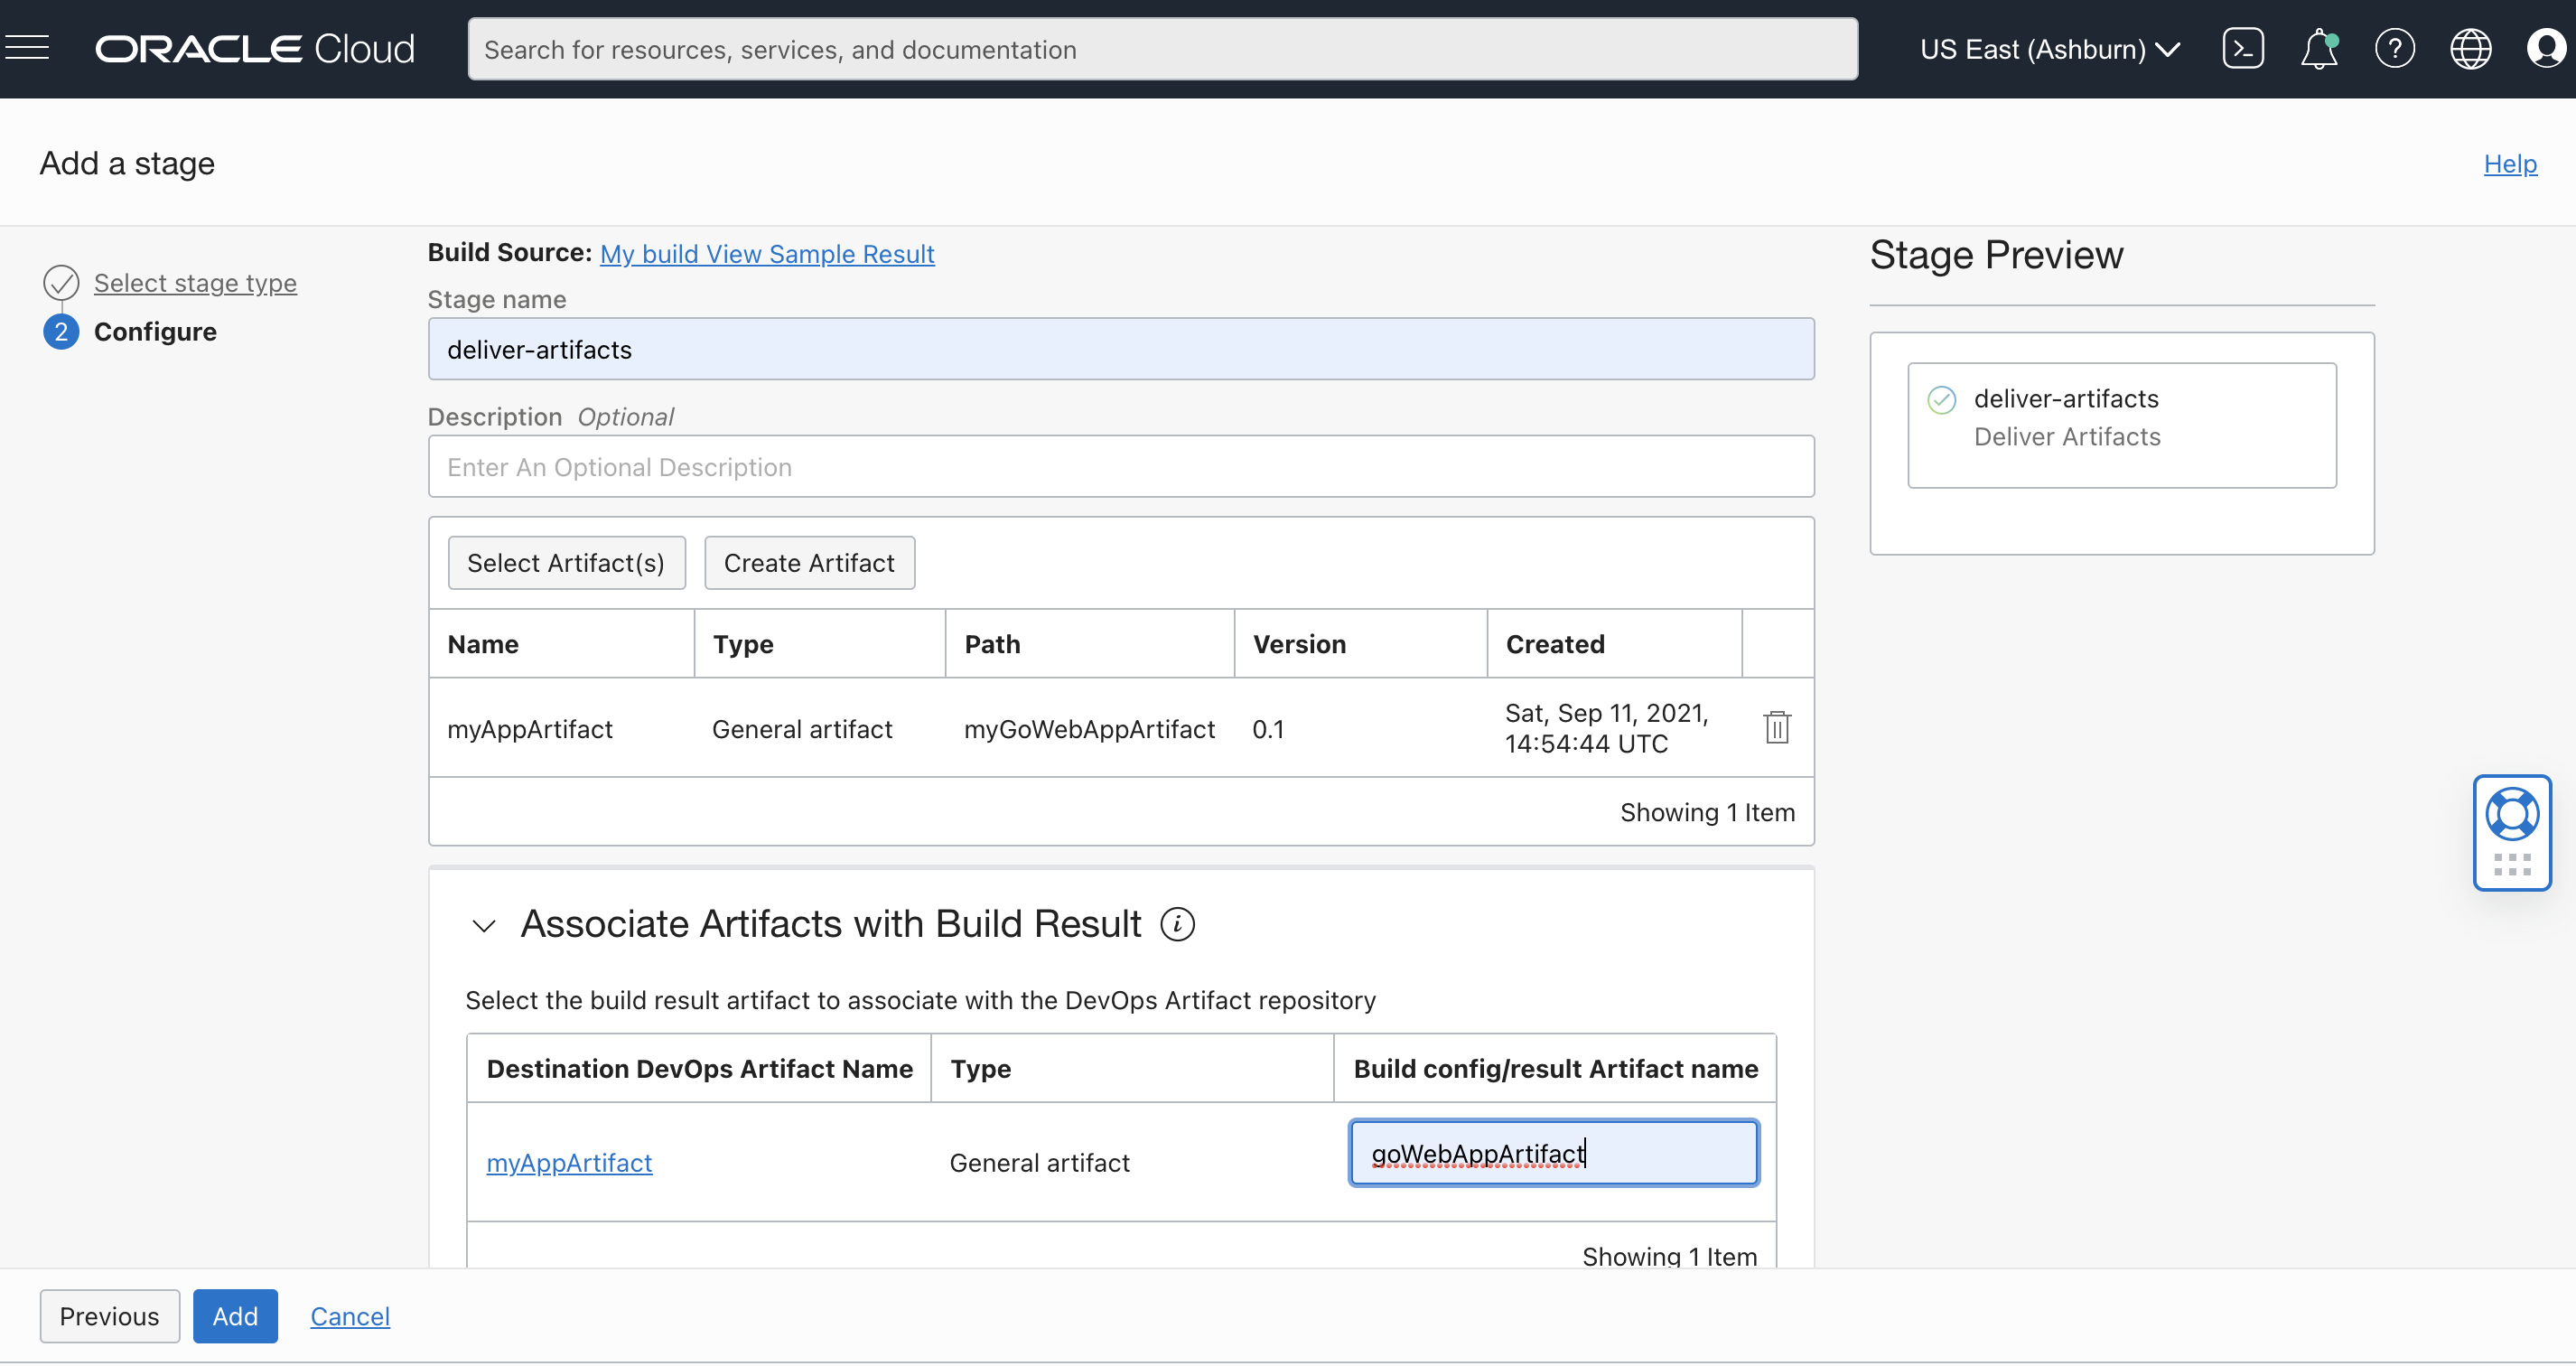 ORACLE Cloud
Search for resources, services, and documentation
US East (Ashburn)
Add a stage
Help
Select stage type
2 Configure
Build Source: My build View Sample Result
Stage name
deliver-artifacts
Description Optional
Enter An Optional Description
Select Artifact(s) Create Artifact
Name Type Path Version Created
myAppArtifact General artifact myGoWebAppArtifact 0.1 Sat, Sep 11, 2021,
14:54:44 UTC
Showing 1 Item
Associate Artifacts with Build Result i
Select the build result artifact to associate with the DevOps Artifact repository
Destination DevOps Artifact Name Type Build config/result Artifact name
myAppArtifact General artifact goWebAppArtifact
Showing 1 Item
Stage Preview
deliver-artifacts
Deliver Artifacts
Previous Add Cancel